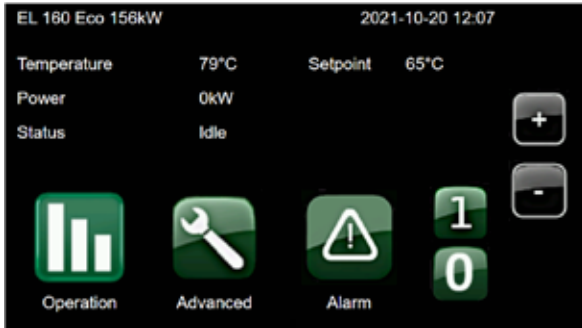 EL 160 Eco 156kW 2021-10-20 12:07
Temperature 79°C Setpoint 65°C
Power 0kW
Status Idle
+
-
1
0
Operation Advanced Alarm